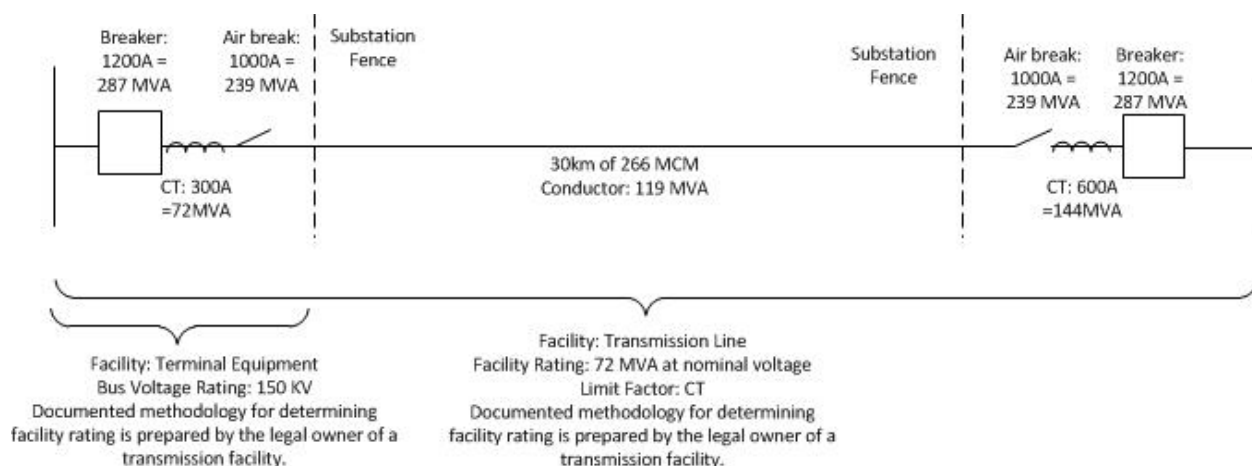 Breaker:
1200A =
287 MVA
Air break:
1000A =
239 MVA
Substation
Fence
Substation
Fence
Air break:
1000A =
239 MVA
Breaker:
1200A =
287 MVA
CT: 300A
=72MVA
30km of 266 MCM
Conductor: 119 MVA
CT: 600A
=144MVA
Facility: Terminal Equipment
Bus Voltage Rating: 150 KV
Documented methodology for determining
facility rating is prepared by the legal owner of a
transmission facility.
Facility: Transmission Line
Facility Rating: 72 MVA at nominal voltage
Limit Factor: CT
Documented methodology for determining
facility rating is prepared by the legal owner of a
transmission facility.